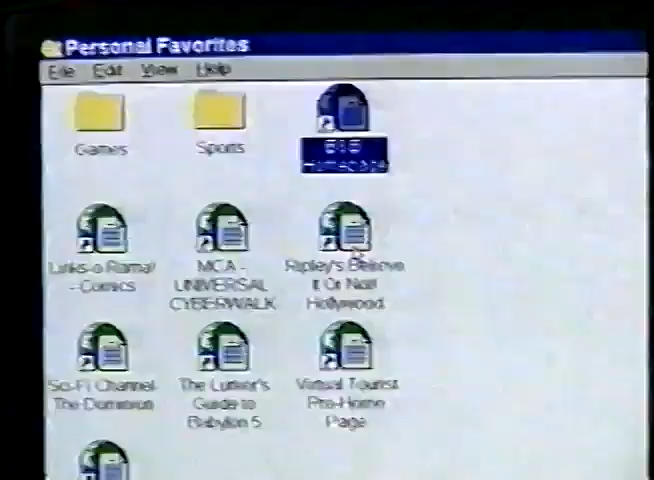 Personal Favorites
File Edit View Help
Games
Sports
Homepage
Links-o-Rama!
- Comics
MCA -
UNIVERSAL
CYBERWALK
Ripley's Believe
It Or Not!
Hollywood
Sci-Fi Channel
The Dominion
The Lurker's
Guide to
Babylon 5
Virtual Tourist
Pro-Home
Page